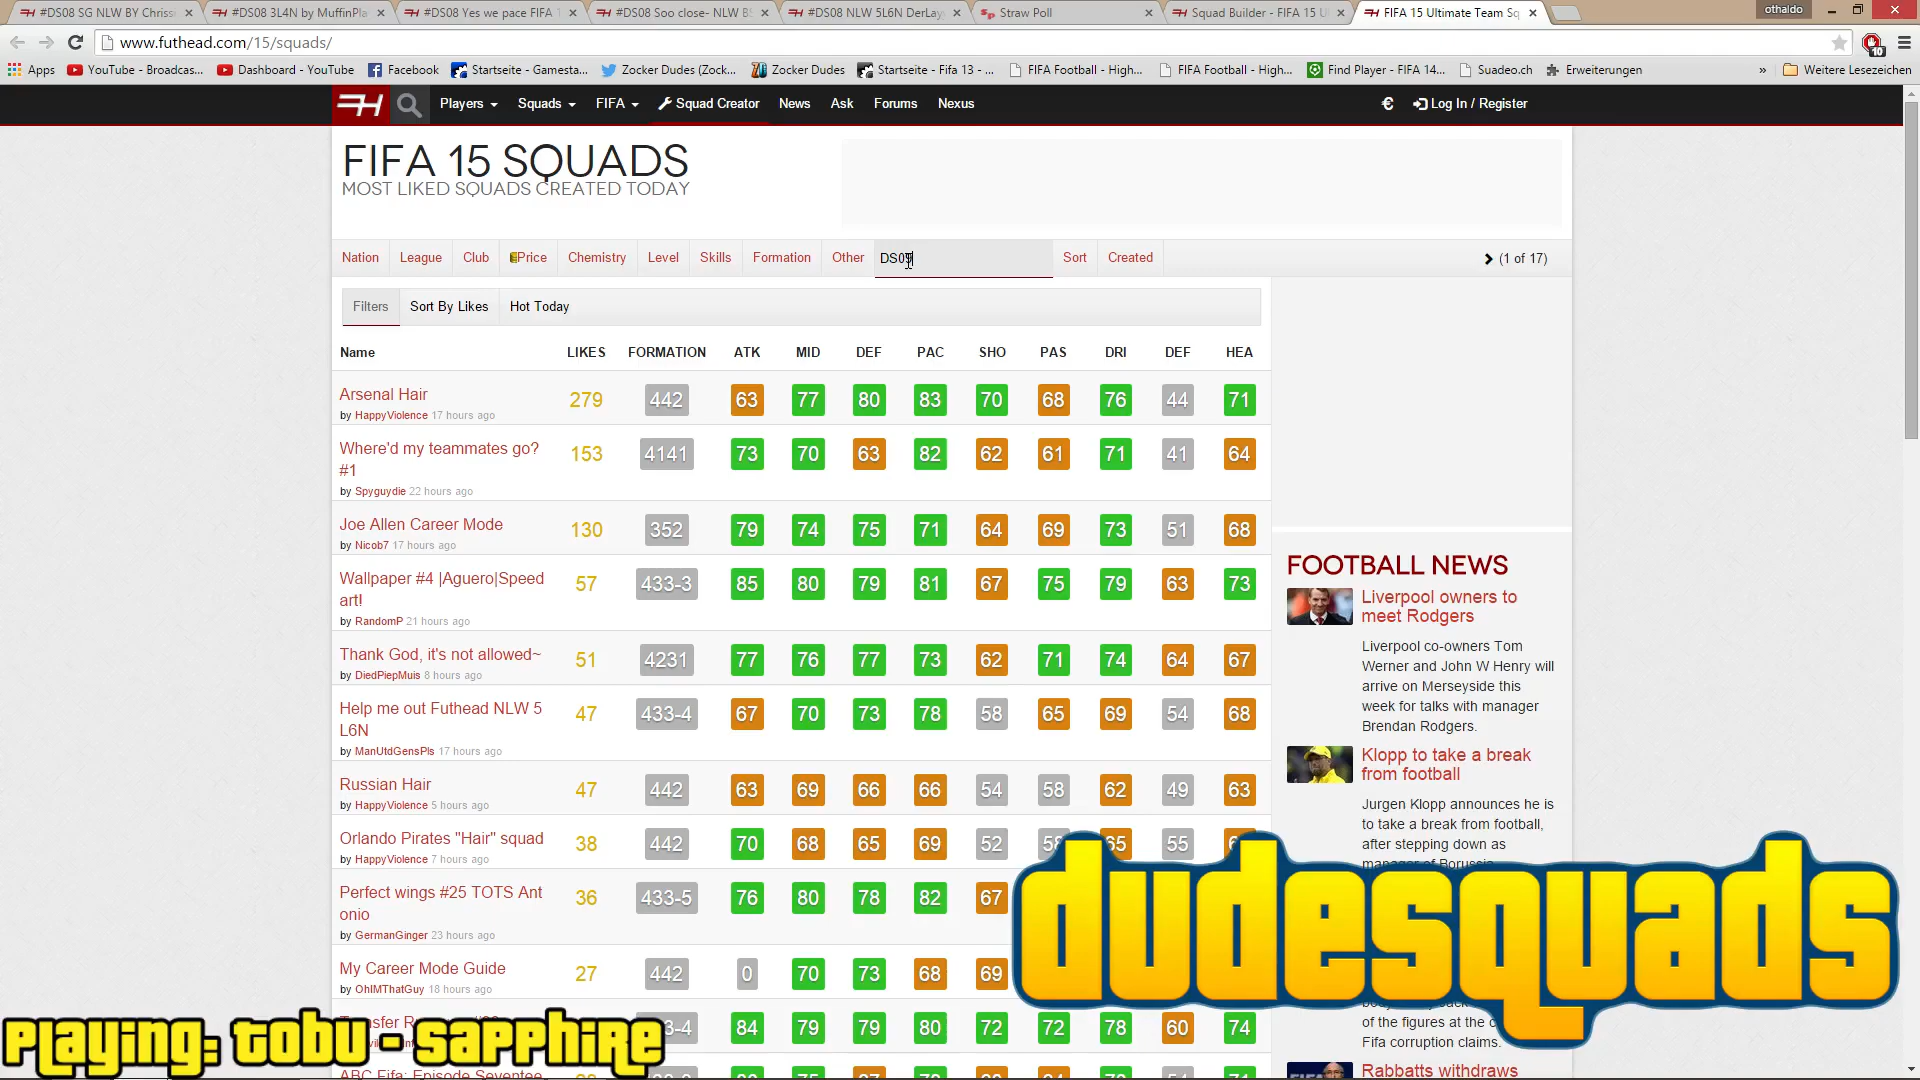 #DS08 SG NLW BY Chriss
#DS08 3L4N by MuffinPla
#DS08 Yes we pace FIFA
#DS08 Soo close- NLW B
#DS08 NLW 5L6N DerLay
Straw Poll
Squad Builder - FIFA 15 U
FIFA 15 Ultimate Team Sq
othaldo
www.futhead.com/15/squads/
Apps
YouTube - Broadcas...
Dashboard - YouTube
Facebook
Startseite - Gamesta...
Zocker Dudes (Zock...
Zocker Dudes
Startseite - Fifa 13 - ...
FIFA Football - High...
FIFA Football - High...
Find Player - FIFA 14...
Suadeo.ch
Erweiterungen
»
Weitere Lesezeichen
Players Squads FIFA Squad Creator News Ask Forums Nexus € Log In / Register
FIFA 15 SQUADS
MOST LIKED SQUADS CREATED TODAY
Nation League Club Price Chemistry Level Skills Formation Other DS09 Sort Created (1 of 17)
Filters Sort By Likes Hot Today
Name LIKES FORMATION ATK MID DEF PAC SHO PAS DRI DEF HEA
Arsenal Hair 279 442 63 77 80 83 70 68 76 44 71
by HappyViolence 17 hours ago
Where'd my teammates go? 153 4141 73 70 63 82 62 61 71 41 64
#1
by Spyguydie 22 hours ago
Joe Allen Career Mode 130 352 79 74 75 71 64 69 73 51 68
by Nicob7 17 hours ago
Wallpaper #4 |Aguero|Speed 57 433-3 85 80 79 81 67 75 79 63 73
art!
by RandomP 21 hours ago
Thank God, it's not allowed~ 51 4231 77 76 77 73 62 71 74 64 67
by DiedPiepMuis 8 hours ago
Help me out Futhead NLW 5 47 433-4 67 70 73 78 58 65 69 54 68
L6N
by ManUtdGensPls 17 hours ago
Russian Hair 47 442 63 69 66 66 54 58 62 49 63
by HappyViolence 5 hours ago
Orlando Pirates "Hair" squad 38 442 70 68 65 69 52 58 65 55
by HappyViolence 7 hours ago
Perfect wings #25 TOTS Ant 36 433-5 76 80 78 82 67
onio
by GermanGinger 23 hours ago
My Career Mode Guide 27 442 0 70 73 68 69
by OhIMThatGuy 18 hours ago
84 79 79 80 72 72 78 60 74
ABC Fifa: Episode Seventee
FOOTBALL NEWS
Liverpool owners to
meet Rodgers
Liverpool co-owners Tom
Werner and John W Henry will
arrive on Merseyside this
week for talks with manager
Brendan Rodgers.
Klopp to take a break
from football
Jurgen Klopp announces he is
to take a break from football,
after stepping down as
manager of Borussia
of the figures at the c
Fifa corruption claims.
Rabbatts withdraws
dudesquads
Playing: Tobu - Sapphire